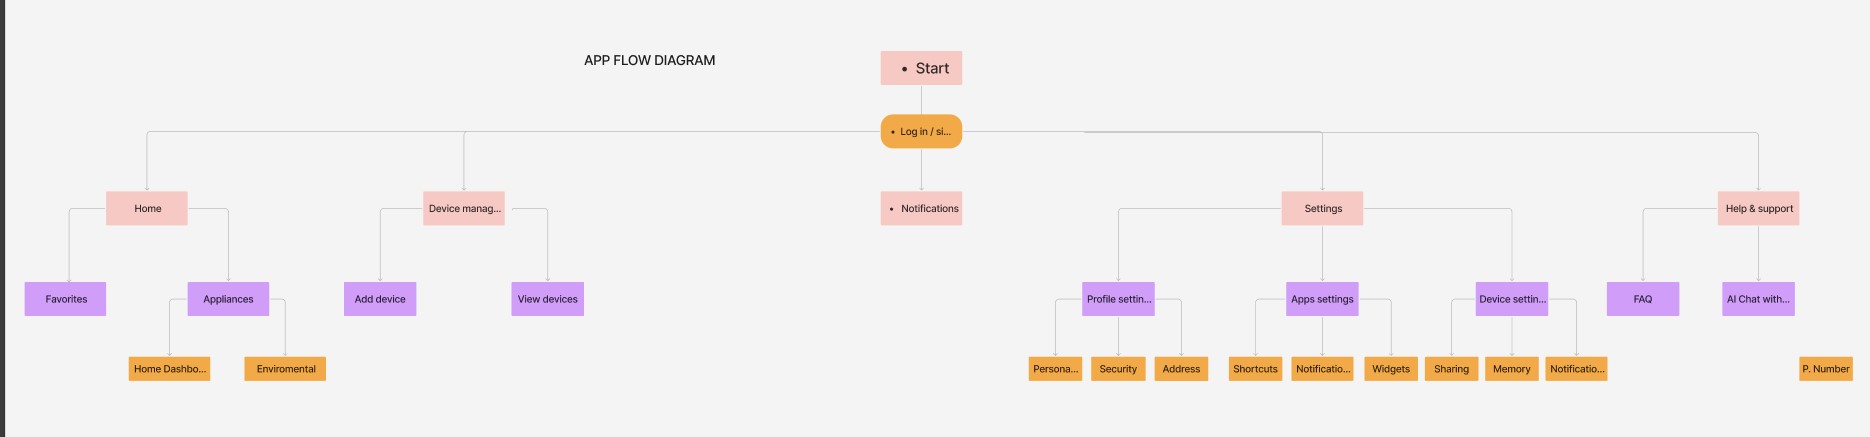 APP FLOW DIAGRAM
• Start
• Log in / si...
Home
Device manag...
• Notifications
Settings
Help & support
Favorites
Appliances
Add device
View devices
Profile settin...
Apps settings
Device settin...
FAQ
AI Chat with...
Home Dashbo...
Enviromental
Persona...
Security
Address
Shortcuts
Notificatio...
Widgets
Sharing
Memory
Notificatio...
P. Number